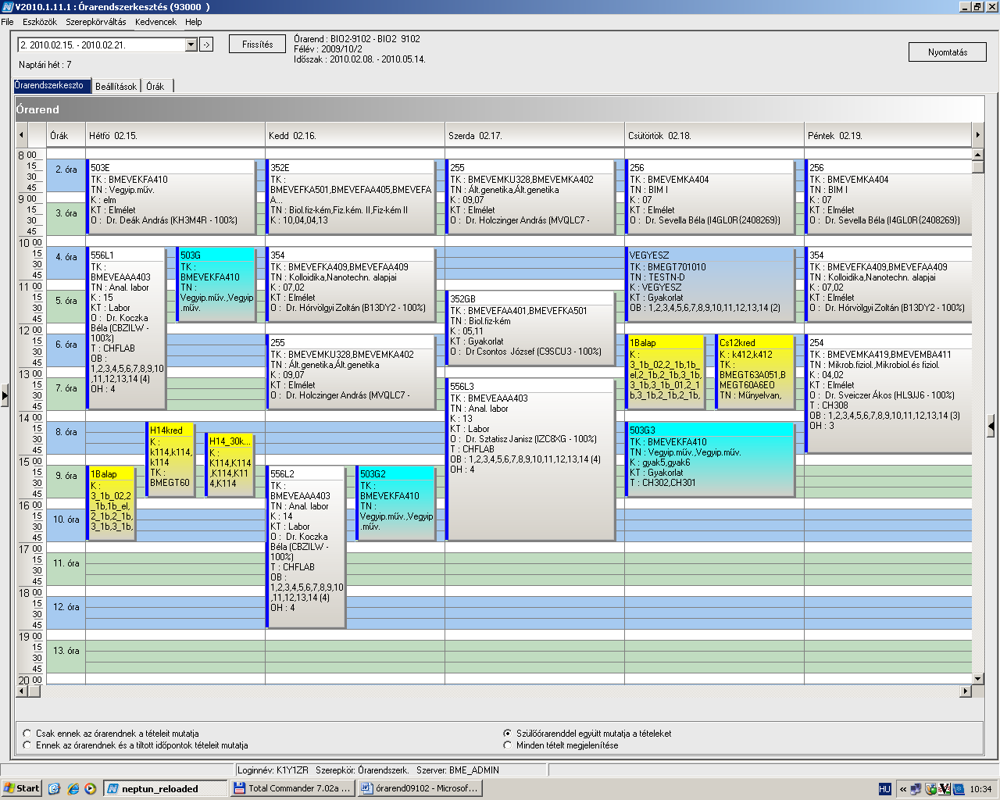 V2010.1.11.1 : Órarendszerkesztés (93000 )
File Eszközök Szerepkörváltás Kedvencek Help
2. 2010.02.15. - 2010.02.21.
->
Frissítés
Órarend : BIO2-9102 - BIO2 9102
Félév : 2009/10/2
Időszak : 2010.02.08. - 2010.05.14.
Nyomtatás
Naptári hét : 7
Órarendszerkeszto Beállítások Órák
Órarend
Órák Hétfő 02.15. Kedd 02.16. Szerda 02.17. Csütörtök 02.18. Péntek 02.19.
8 00
15
30
45
9 00
15
30
45
10 00
15
30
45
11 00
15
30
45
12 00
15
30
45
13 00
15
30
45
14 00
15
30
45
15 00
15
30
45
16 00
15
30
45
17 00
15
30
45
18 00
15
30
45
19 00
15
30
45
20 00
2. óra
3. óra
4. óra
5. óra
6. óra
7. óra
8. óra
9. óra
10. óra
11. óra
12. óra
13. óra
503E
TK : BMEVEKFA410
TN : Vegyip.műv.
K : elm
KT : Elmélet
O : Dr. Deák András (KH3M4R - 100%)
556L1
TK :
BMEVEAAA403
TN : Anal. labor
K : 15
KT : Labor
O : Dr. Koczka
Béla (CBZILW -
100%)
T : CHFLAB
OB :
1,2,3,4,5,6,7,8,9,10
,11,12,13,14 (4)
OH : 4
503G
TK :
BMEVEKFA410
TN :
Vegyip.műv.,Vegyip
.műv.
H14kred
K :
k114,k114,
k114
TK :
BMEGT60
H14_30k...
K :
K114,K114
,K114,K11
4,K114
1Balap
K :
3_1b_02,2
_1b,1b_el,
2_1b,2_1b,
3_1b,3_1b,
352E
TK :
BMEVEFKA501,BMEVEFAA405,BMEVEFA
A...
TN : Biol.fiz-kém,Fiz.kém. II,Fiz-kém II
K : 10,04,04,13
354
TK : BMEVEFKA409,BMEVEFAA409
TN : Kolloidika,Nanotechn. alapjai
K : 07,02
KT : Elmélet
O : Dr. Hórvölgyi Zoltán (B13DY2 - 100%)
255
TK : BMEVEMKU328,BMEVEMKA402
TN : Ált.genetika,Ált.genetika
K : 09,07
KT : Elmélet
O : Dr. Holczinger András (MVQLC7 -
556L2
TK :
BMEVEAAA403
TN : Anal. labor
K : 14
KT : Labor
O : Dr. Koczka
Béla (CBZILW -
100%)
T : CHFLAB
OB :
1,2,3,4,5,6,7,8,9,10
,11,12,13,14 (4)
OH : 4
503G2
TK :
BMEVEKFA410
TN :
Vegyip.műv.,Vegyip
.műv.
255
TK : BMEVEMKU328,BMEVEMKA402
TN : Ált.genetika,Ált.genetika
K : 09,07
KT : Elmélet
O : Dr. Holczinger András (MVQLC7 -
352GB
TK : BMEVEFAA401,BMEVEFKA501
TN : Biol.fiz-kém
K : 05,11
KT : Gyakorlat
O : Dr Csontos József (C9SCU3 - 100%)
556L3
TK : BMEVEAAA403
TN : Anal. labor
K : 13
KT : Labor
O : Dr. Sztatisz Janisz (IZC8XG - 100%)
T : CHFLAB
OB : 1,2,3,4,5,6,7,8,9,10,11,12,13,14 (4)
OH : 4
256
TK : BMEVEMKA404
TN : BIM I
K : 07
KT : Elmélet
O : Dr. Sevella Béla (I4GL0R{2408269})
VEGYESZ
TK : BMEGT701010
TN : TESTN-D
K : VEGYESZ
KT : Gyakorlat
OB : 1,2,3,4,5,6,7,8,9,10,11,12,13,14 (2)
1Balap
K :
3_1b_02,2_1b,1b_
el,2_1b,2_1b,3_1b,
3_1b,3_1b_01,2_1
b,3_1b,2_1b,2_1b,
Cs12kred
K : k412,k412
TK :
BMEGT63A051,B
MEGT60A6EO
TN : Műnyelvan,
503G3
TK : BMEVEKFA410
TN : Vegyip.műv.,Vegyip.műv.
K : gyak5,gyak6
KT : Gyakorlat
T : CH302,CH301
256
TK : BMEVEMKA404
TN : BIM I
K : 07
KT : Elmélet
O : Dr. Sevella Béla (I4GL0R{2408269})
354
TK : BMEVEFKA409,BMEVEFAA409
TN : Kolloidika,Nanotechn. alapjai
K : 07,02
KT : Elmélet
O : Dr. Hórvölgyi Zoltán (B13DY2 - 100%)
254
TK : BMEVEMKA419,BMEVEMBA411
TN : Mikrob.fiziol.,Mikrobiol.és fiziol.
K : 04,02
KT : Elmélet
O : Dr. Sveiczer Ákos (HL9JJ6 - 100%)
T : CH308
OB : 1,2,3,4,5,6,7,8,9,10,11,12,13,14 (3)
OH : 3
Csak ennek az órarendnek a tételeit mutatja
Ennek az órarendnek és a tiltott időpontok tételeit mutatja
Szülőórarenddel együtt mutatja a tételeket
Minden tételt megjelenítése
Loginnév: K1Y1ZR Szerepkör: Órarendszerk. Szerver: BME_ADMIN
Start neptun_reloaded Total Commander 7.02a ... órarend09102 - Microsof... HU « 10:34